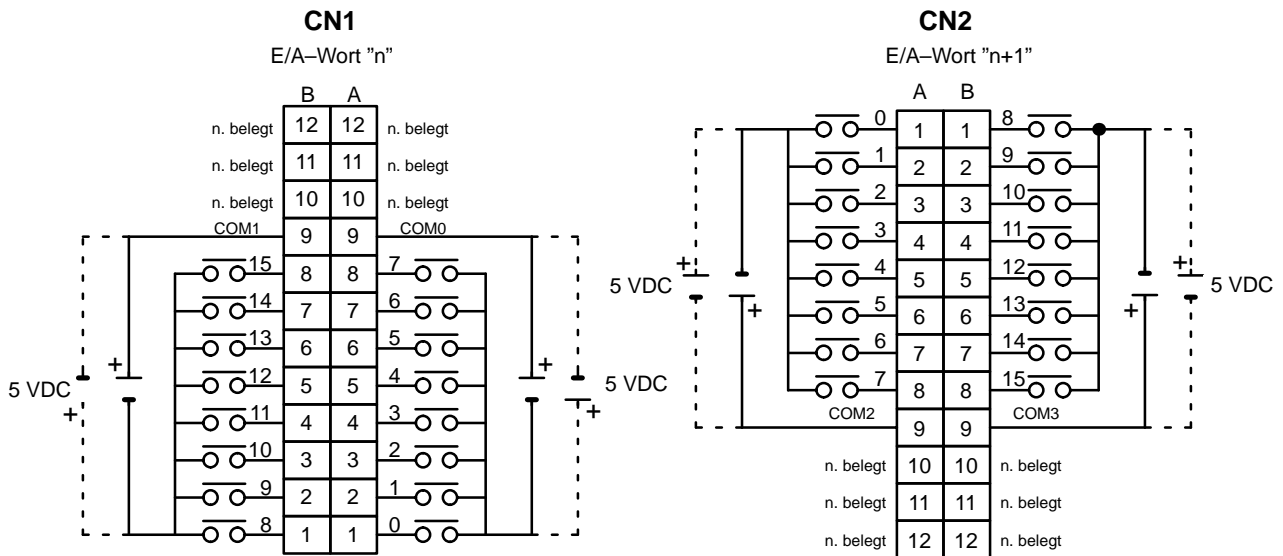 CN1
E/A–Wort ”n”
B A
n. belegt 12 12 n. belegt
n. belegt 11 11 n. belegt
n. belegt 10 10 n. belegt
COM1 9 9 COM0
15 8 8 7
14 7 7 6
13 6 6 5
12 5 5 4
11 4 4 3
10 3 3 2
9 2 2 1
8 1 1 0
5 VDC + +
+ + 5 VDC
CN2
E/A–Wort ”n+1”
A B
0 1 1 8
1 2 2 9
2 3 3 10
3 4 4 11
4 5 5 12
5 6 6 13
6 7 7 14
7 8 8 15
COM2 9 9 COM3
n. belegt 10 10 n. belegt
n. belegt 11 11 n. belegt
n. belegt 12 12 n. belegt
5 VDC + +
+ + 5 VDC